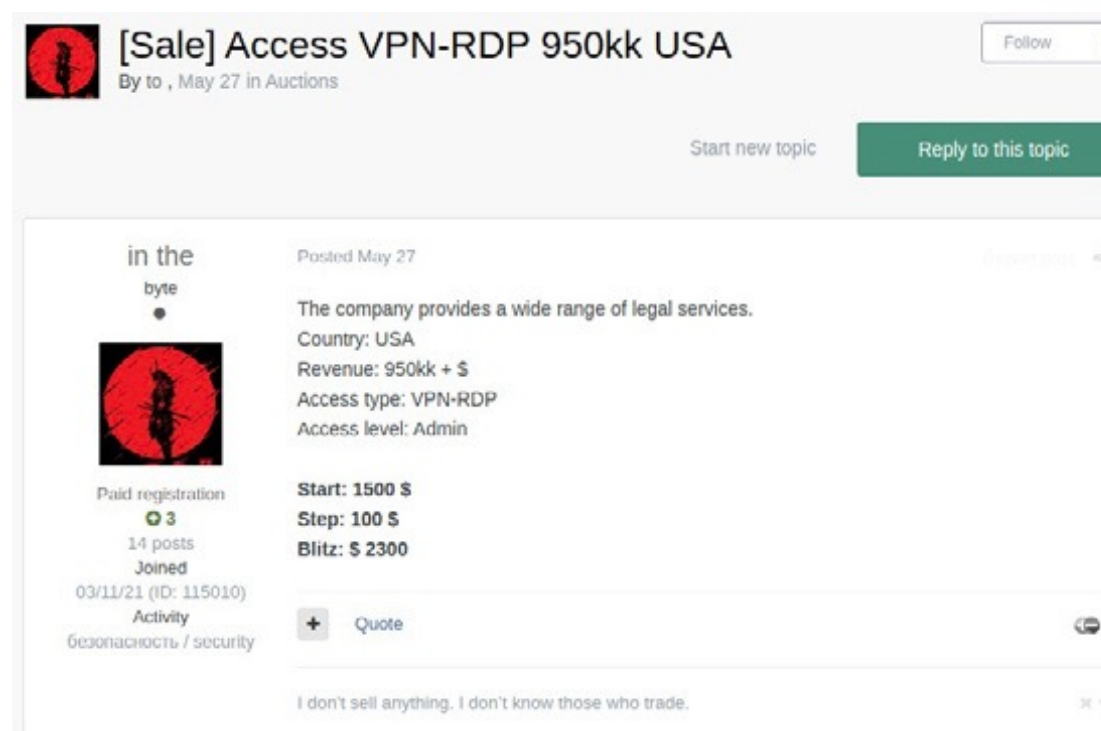 [Sale] Access VPN-RDP 950kk USA
By to , May 27 in Auctions
Follow
Start new topic
Reply to this topic
in the
byte
Paid registration
3
14 posts
Joined
03/11/21 (ID: 115010)
Activity
безопасность / security
Posted May 27
The company provides a wide range of legal services.
Country: USA
Revenue: 950kk + $
Access type: VPN-RDP
Access level: Admin
Start: 1500 $
Step: 100 $
Blitz: $ 2300
+ Quote
I don't sell anything. I don't know those who trade.